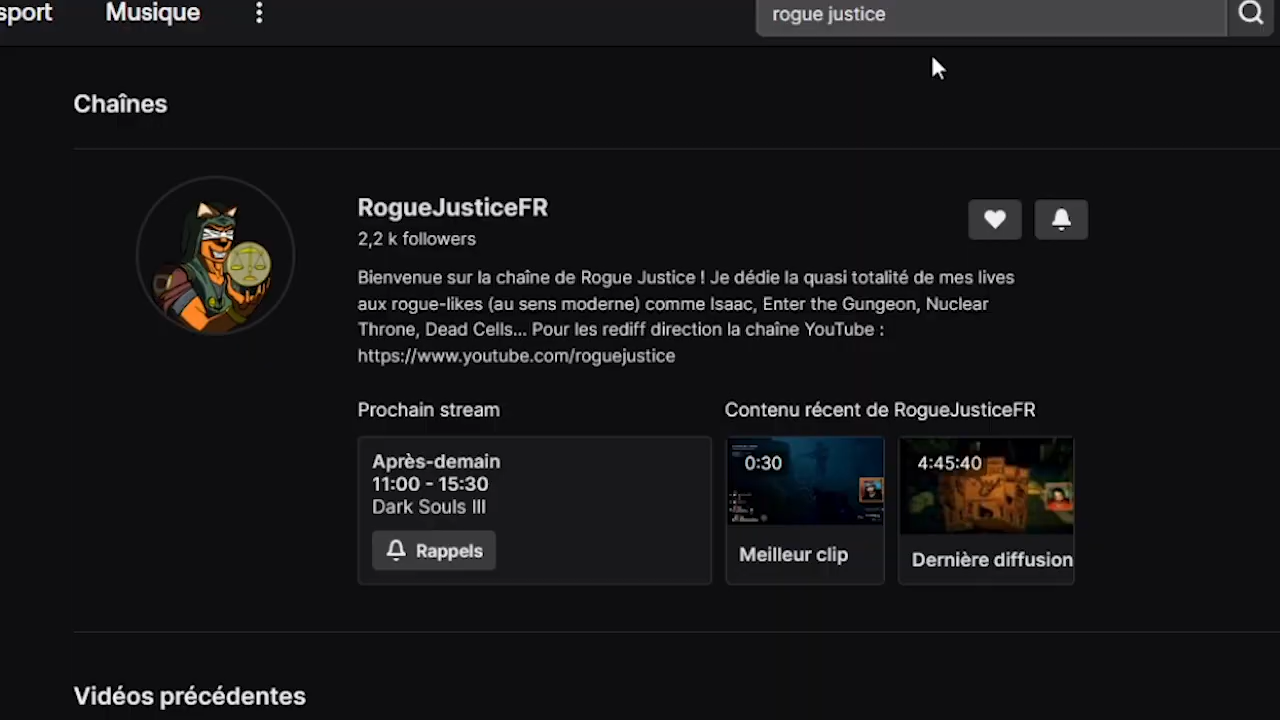 sport
Musique
rogue justice
Chaînes
RogueJusticeFR
2,2 k followers
Bienvenue sur la chaîne de Rogue Justice ! Je dédie la quasi totalité de mes lives
aux rogue-likes (au sens moderne) comme Isaac, Enter the Gungeon, Nuclear
Throne, Dead Cells... Pour les rediff direction la chaîne YouTube :
https://www.youtube.com/roguejustice
Prochain stream
Contenu récent de RogueJusticeFR
Après-demain
11:00 - 15:30
Dark Souls III
Rappels
0:30
Meilleur clip
4:45:40
Dernière diffusion
Vidéos précédentes